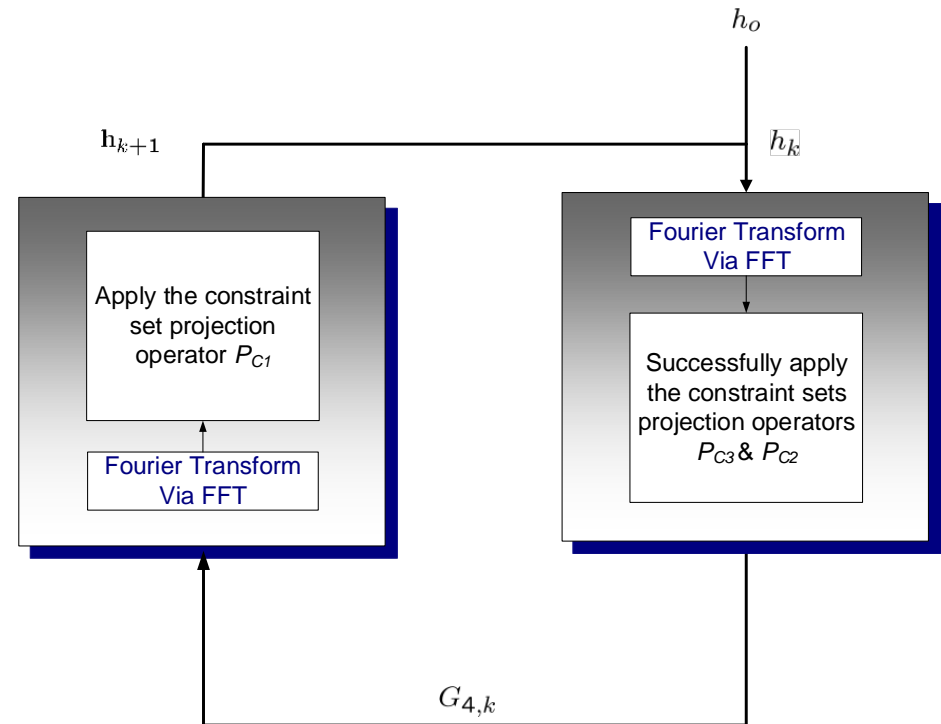 h_o
h_{k+1}
h_k
Apply the constraint
set projection
operator P_{C1}
Fourier Transform
Via FFT
Fourier Transform
Via FFT
Successfully apply
the constraint sets
projection operators
P_{C3} & P_{C2}
G_{4,k}